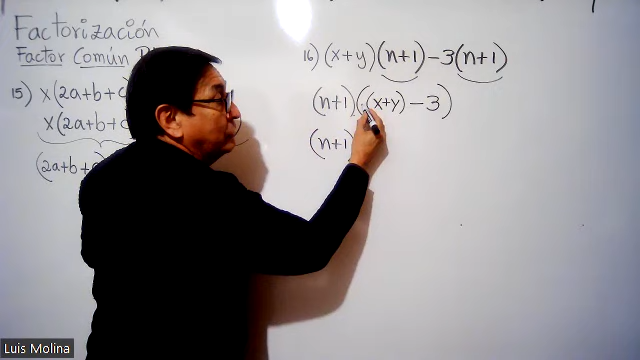 Factorización
Factor Común
15) x(2a+b+c
x(2a+b+c
(2a+b+
16) (x+y)(n+1)-3(n+1)
(n+1)((x+y)-3)
(n+1)
Luis Molina